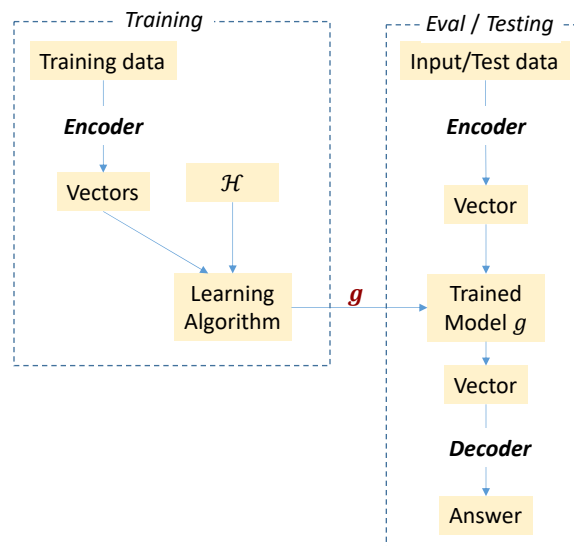 Training
Training data
Encoder
Vectors
ℋ
Learning
Algorithm
g
Eval / Testing
Input/Test data
Encoder
Vector
Trained
Model g
Vector
Decoder
Answer